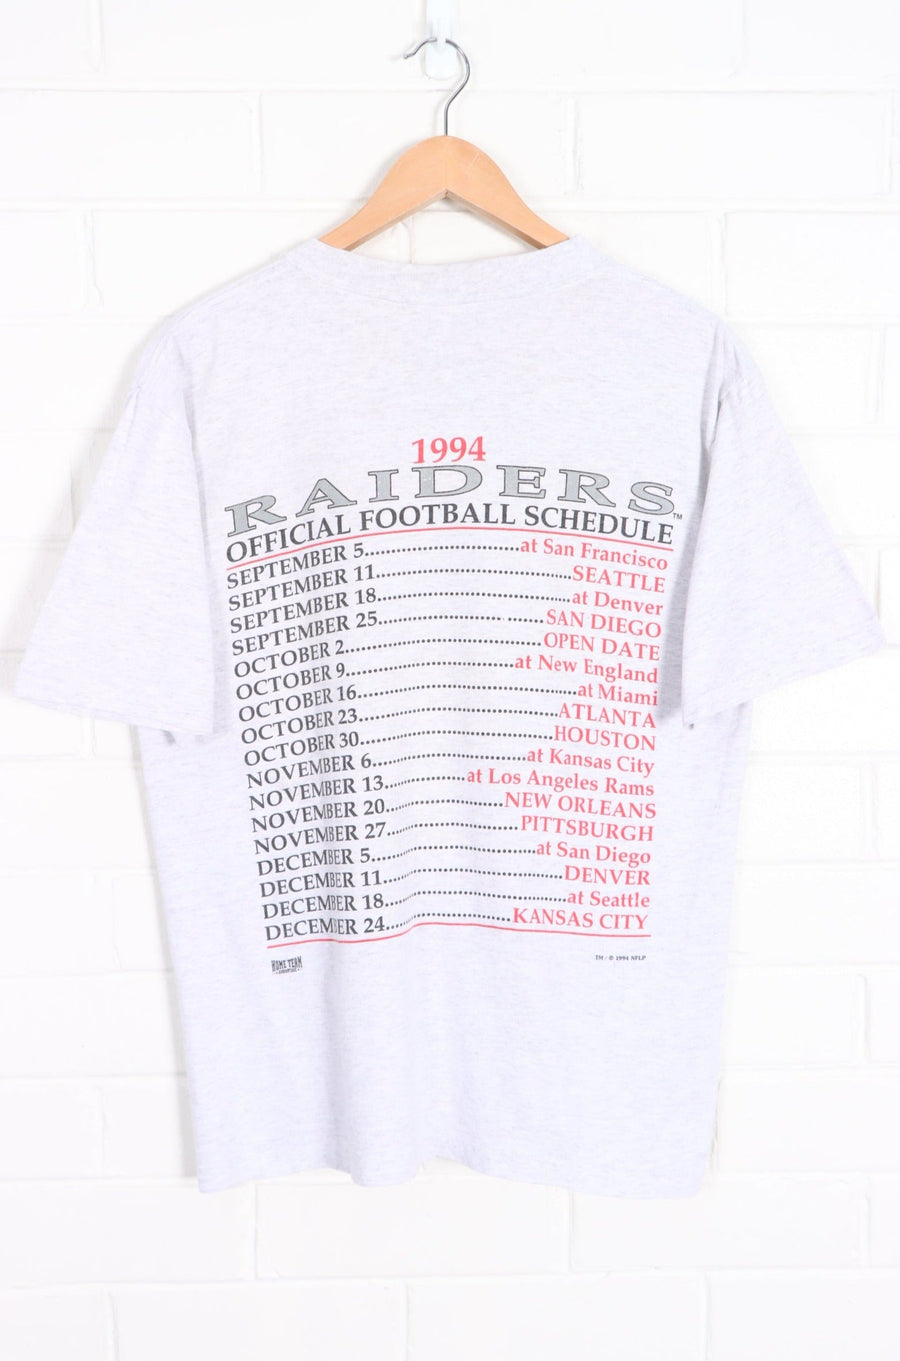 1994
RAIDERS™
OFFICIAL FOOTBALL SCHEDULE
SEPTEMBER 5......................at San Francisco
SEPTEMBER 11......................SEATTLE
SEPTEMBER 18......................at Denver
SEPTEMBER 25......................SAN DIEGO
OCTOBER 2......................OPEN DATE
OCTOBER 9......................at New England
OCTOBER 16......................at Miami
OCTOBER 23......................ATLANTA
OCTOBER 30......................HOUSTON
NOVEMBER 6......................at Kansas City
NOVEMBER 13......................at Los Angeles Rams
NOVEMBER 20......................NEW ORLEANS
NOVEMBER 27......................PITTSBURGH
DECEMBER 5......................at San Diego
DECEMBER 11......................DENVER
DECEMBER 18......................at Seattle
DECEMBER 24......................KANSAS CITY
HOME TEAM
ADVANTAGE
TM / © 1994 NFLP